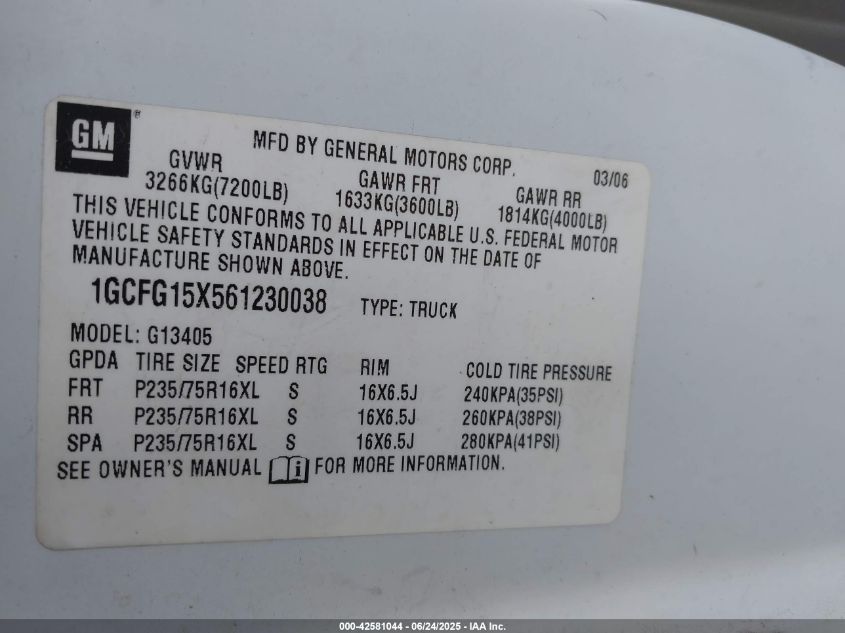 GM®
MFD BY GENERAL MOTORS CORP. 03/06
GVWR GAWR FRT GAWR RR
3266KG(7200LB) 1633KG(3600LB) 1814KG(4000LB)
THIS VEHICLE CONFORMS TO ALL APPLICABLE U.S. FEDERAL MOTOR
VEHICLE SAFETY STANDARDS IN EFFECT ON THE DATE OF
MANUFACTURE SHOWN ABOVE.
1GCFG15X561230038 TYPE: TRUCK
MODEL: G13405
GPDA TIRE SIZE SPEED RTG RIM COLD TIRE PRESSURE
FRT P235/75R16XL S 16X6.5J 240KPA(35PSI)
RR P235/75R16XL S 16X6.5J 260KPA(38PSI)
SPA P235/75R16XL S 16X6.5J 280KPA(41PSI)
SEE OWNER'S MANUAL i FOR MORE INFORMATION.
000-42581044 - 06/24/2025 - IAA Inc.